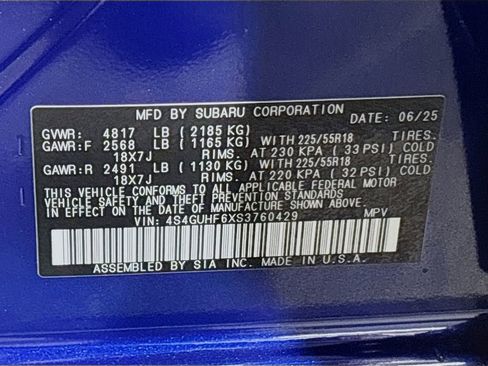 MFD BY SUBARU CORPORATION DATE: 06/25
GVWR: 4817 LB (2185 KG)
GAWR:F 2568 LB (1165 KG) WITH 225/55R18 TIRES.
18X7J RIMS. AT 230 KPA ( 33 PSI) COLD
GAWR:R 2491 LB (1130 KG) WITH 225/55R18 TIRES.
18X7J RIMS. AT 220 KPA ( 32 PSI) COLD
THIS VEHICLE CONFORMS TO ALL APPLICABLE FEDERAL MOTOR
VEHICLE SAFETY AND THEFT PREVENTION STANDARDS
IN EFFECT ON THE DATE OF MANUFACTURE SHOWN ABOVE.
VIN: 4S4GUHF6XS3760429 MPV
ASSEMBLED BY SIA INC. MADE IN U.S.A.